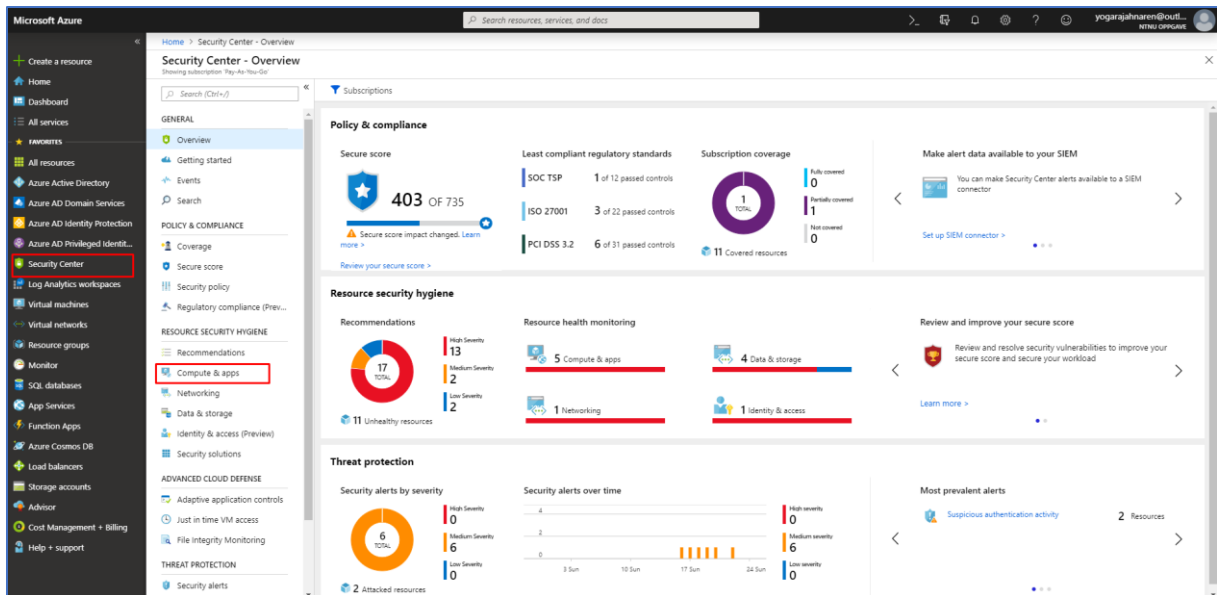 Microsoft Azure
Search resources, services, and docs
yogarajahnaren@outl...
NTNU OPPGAVE
Create a resource
Home
Dashboard
All services
FAVORITES
All resources
Azure Active Directory
Azure AD Domain Services
Azure AD Identity Protection
Azure AD Privileged Identit...
Security Center
Log Analytics workspaces
Virtual machines
Virtual networks
Resource groups
Monitor
SQL databases
App Services
Function Apps
Azure Cosmos DB
Load balancers
Storage accounts
Advisor
Cost Management + Billing
Help + support
Home > Security Center - Overview
Security Center - Overview
Showing subscription 'Pay-As-You-Go'
Search (Ctrl+/)
GENERAL
Overview
Getting started
Events
Search
POLICY & COMPLIANCE
Coverage
Secure score
Security policy
Regulatory compliance (Prev...
RESOURCE SECURITY HYGIENE
Recommendations
Compute & apps
Networking
Data & storage
Identity & access (Preview)
Security solutions
ADVANCED CLOUD DEFENSE
Adaptive application controls
Just in time VM access
File Integrity Monitoring
THREAT PROTECTION
Security alerts
Subscriptions
Policy & compliance
Secure score
403 OF 735
Secure score impact changed. Learn
more >
Review your secure score >
Least compliant regulatory standards
SOC TSP 1 of 12 passed controls
ISO 27001 3 of 22 passed controls
PCI DSS 3.2 6 of 31 passed controls
Subscription coverage
1
TOTAL
Fully covered
0
Partially covered
1
Not covered
0
11 Covered resources
Make alert data available to your SIEM
You can make Security Center alerts available to a SIEM
connector
Set up SIEM connector >
Resource security hygiene
Recommendations
17
TOTAL
High Severity
13
Medium Severity
2
Low Severity
2
11 Unhealthy resources
Resource health monitoring
5 Compute & apps
4 Data & storage
1 Networking
1 Identity & access
Review and improve your secure score
Review and resolve security vulnerabilities to improve your
secure score and secure your workload
Learn more >
Threat protection
Security alerts by severity
6
TOTAL
High Severity
0
Medium Severity
6
Low Severity
0
2 Attacked resources
Security alerts over time
4
2
0
3 Sun 10 Sun 17 Sun 24 Sun
High severity
0
Medium severity
6
Low severity
0
Most prevalent alerts
Suspicious authentication activity 2 Resources